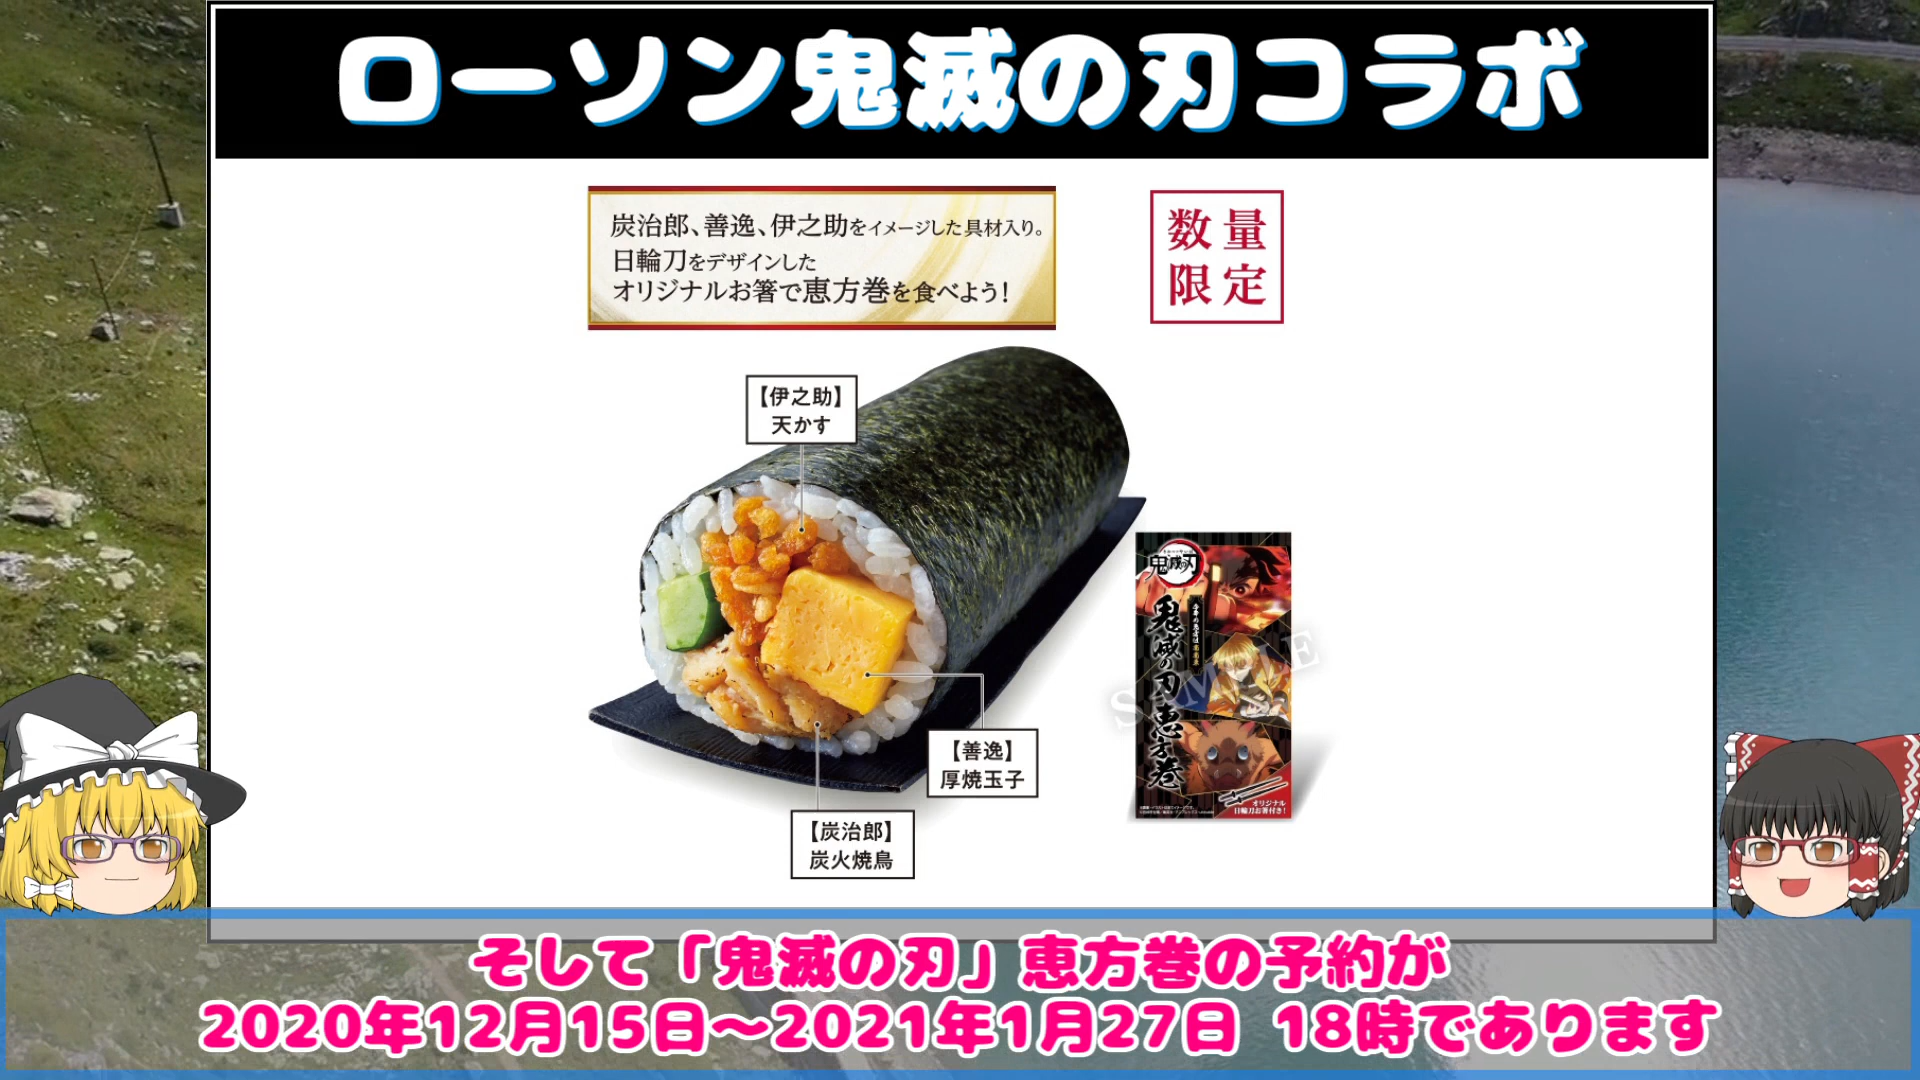 ローソン鬼滅の刃コラボ
炭治郎、善逸、伊之助をイメージした具材入り。
日輪刀をデザインした
オリジナルお箸で恵方巻を食べよう!
数量
限定
【伊之助】
天かす
【善逸】
厚焼玉子
【炭治郎】
炭火焼鳥
鬼滅の刃
鬼滅の刃恵方巻
SAMPLE
オリジナル
日輪刀お箸付き!
そして「鬼滅の刃」恵方巻の予約が
2020年12月15日～2021年1月27日 18時であります